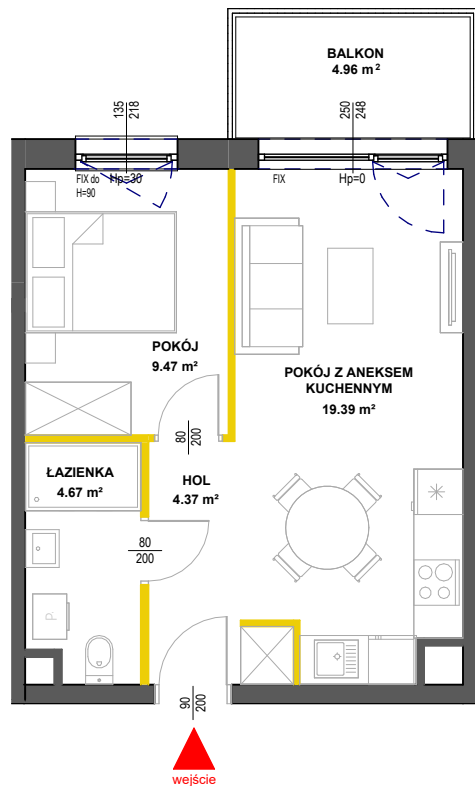 BALKON
4.96 m²
135
218
250
248
FIX do
H=90
Hp=30
FIX
Hp=0
POKÓJ
9.47 m²
POKÓJ Z ANEKSEM
KUCHENNYM
19.39 m²
80
200
ŁAZIENKA
4.67 m²
HOL
4.37 m²
80
200
P.
90
200
wejście